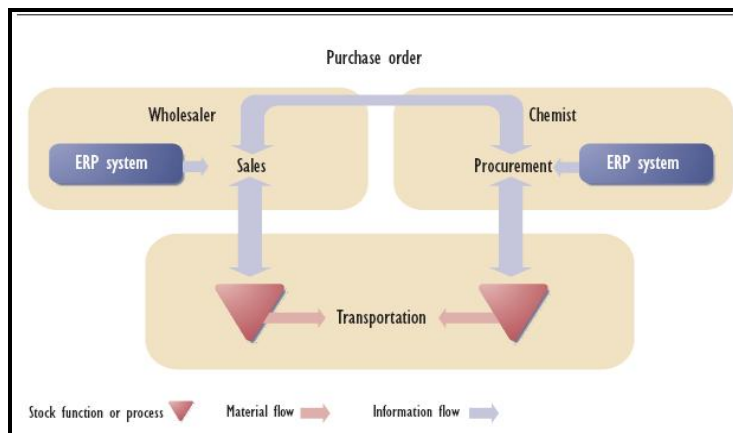 Purchase order
Wholesaler
Chemist
ERP system
Sales
Procurement
ERP system
Transportation
Stock function or process
Material flow
Information flow